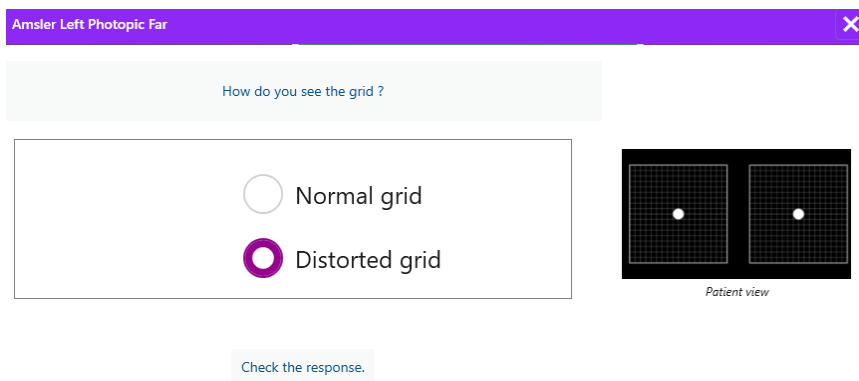 Amsler Left Photopic Far
How do you see the grid ?
Normal grid
Distorted grid
Patient view
Check the response.